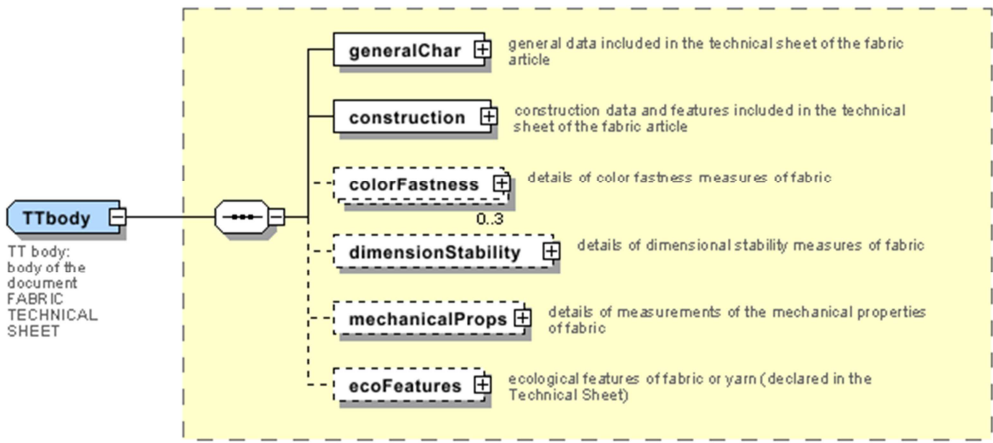 generalChar
general data included in the technical sheet of the fabric
article
construction
construction data and features included in the technical
sheet of the fabric article
colorFastness
details of color fastness measures of fabric
0..3
TTbody
TT body:
body of the
document
FABRIC
TECHNICAL
SHEET
dimensionStability
details of dimensional stability measures of fabric
mechanicalProps
details of measurements of the mechanical properties
of fabric
ecoFeatures
ecological features of fabric or yarn (declared in the
Technical Sheet)